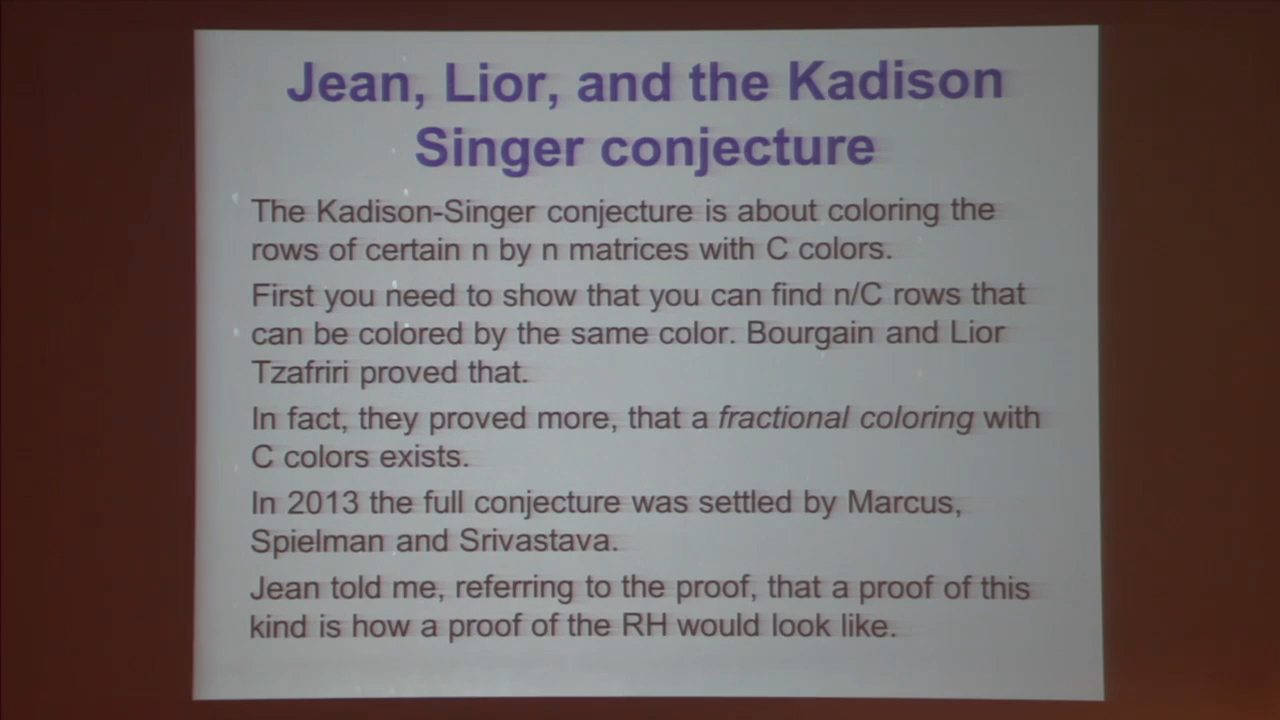 Jean, Lior, and the Kadison
Singer conjecture
The Kadison-Singer conjecture is about coloring the
rows of certain n by n matrices with C colors.
First you need to show that you can find n/C rows that
can be colored by the same color. Bourgain and Lior
Tzafriri proved that.
In fact, they proved more, that a fractional coloring with
C colors exists.
In 2013 the full conjecture was settled by Marcus,
Spielman and Srivastava.
Jean told me, referring to the proof, that a proof of this
kind is how a proof of the RH would look like.